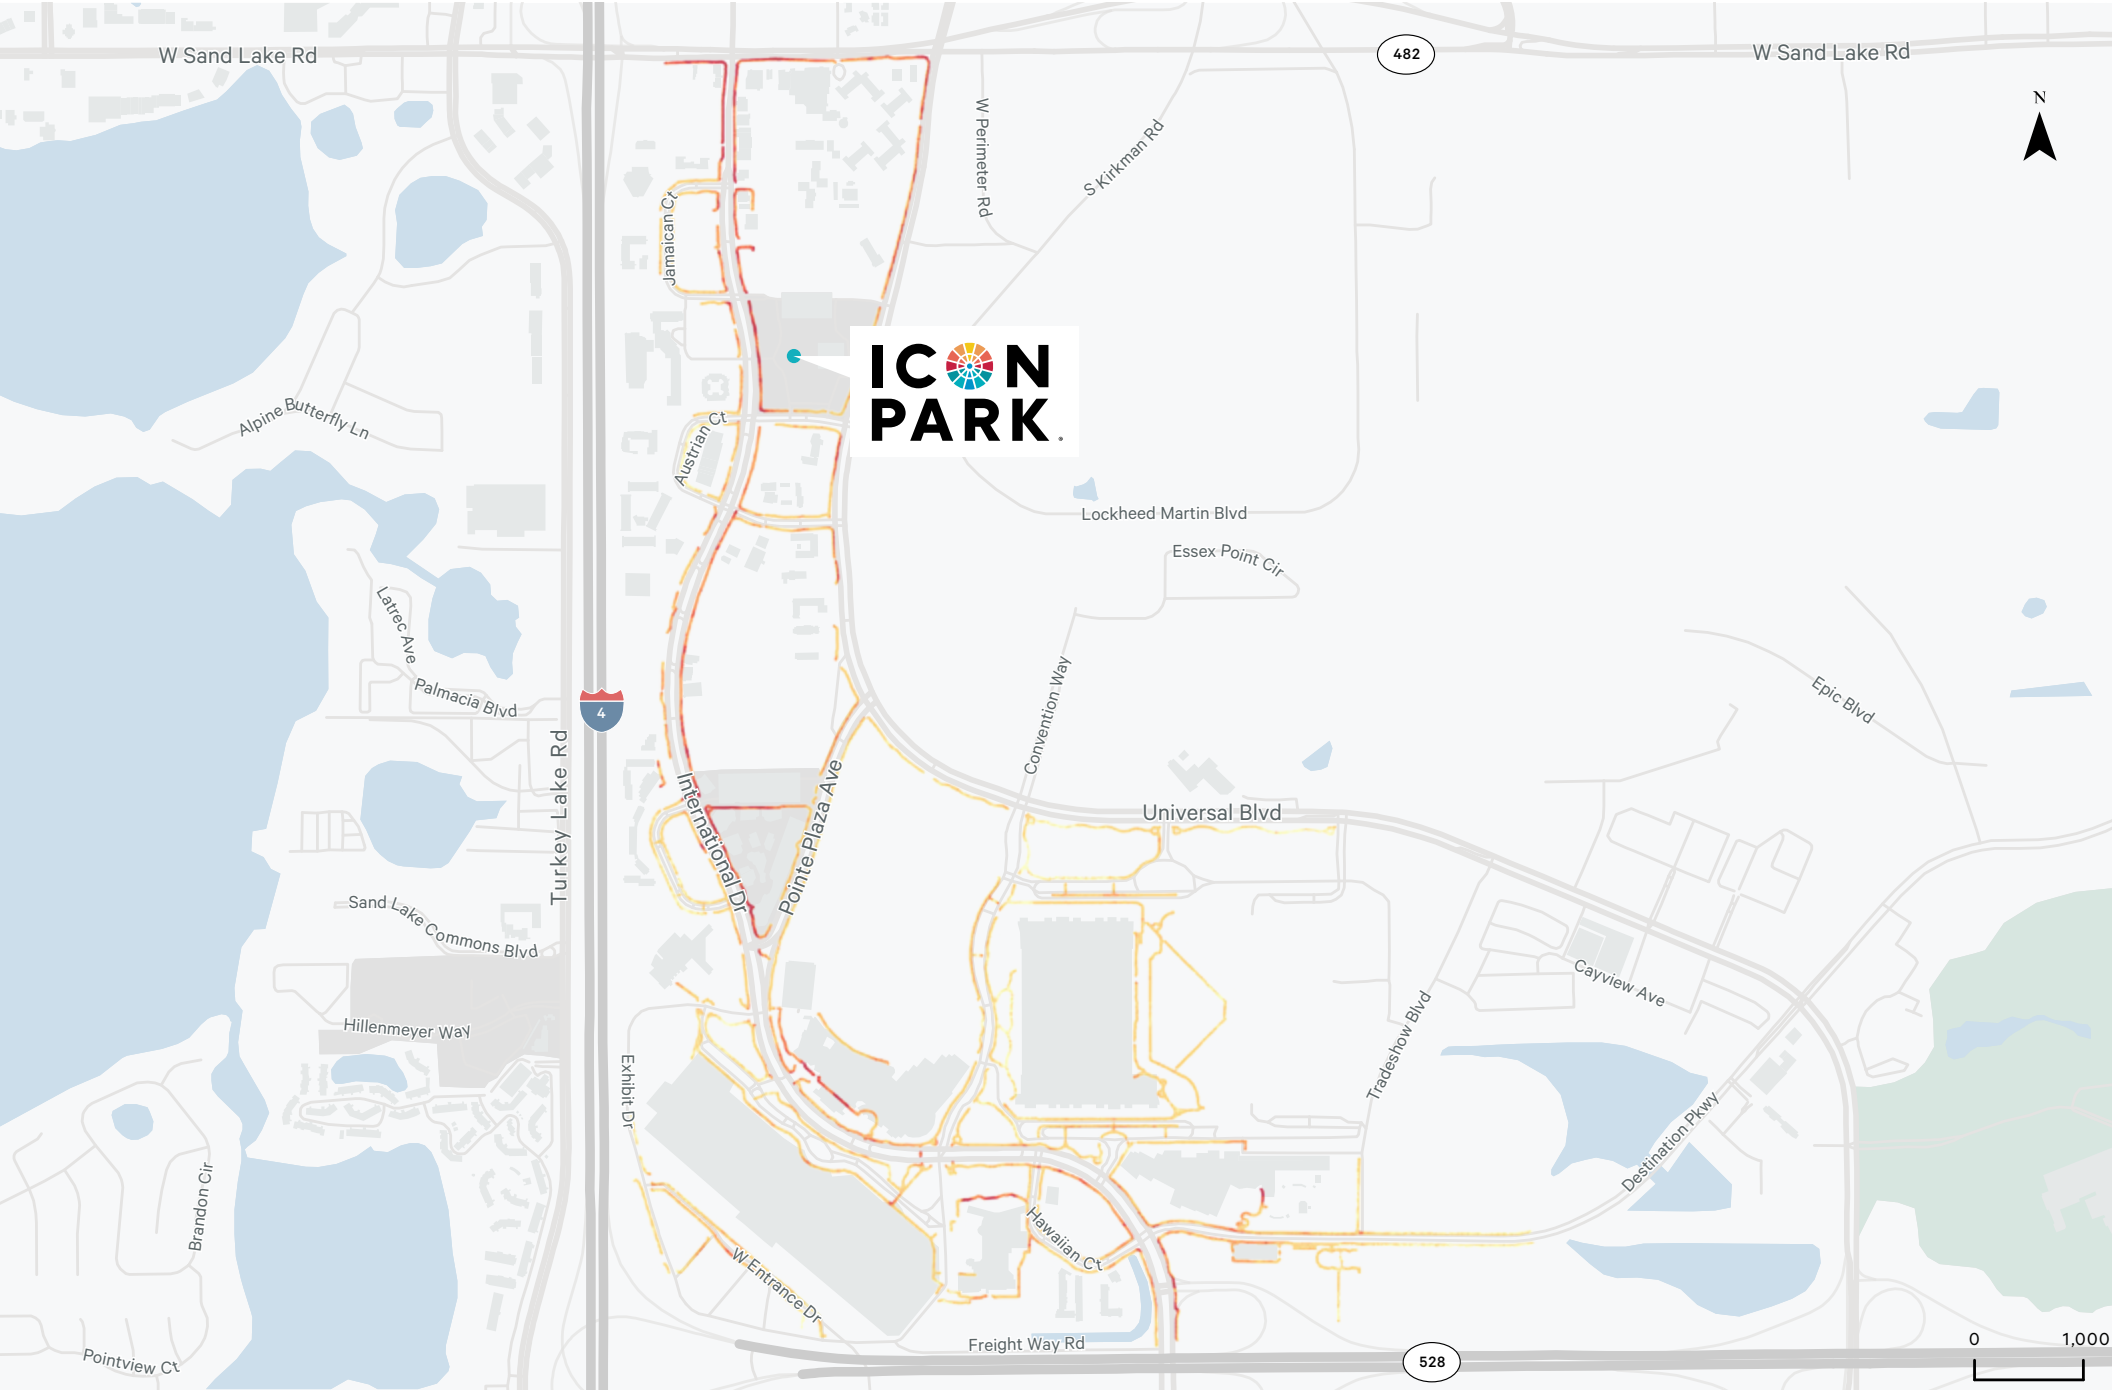 W Sand Lake Rd
482
W Sand Lake Rd
N
W Perimeter Rd
S Kirkman Rd
Jamaican Ct
ICON
PARK
Alpine Butterfly Ln
Austrian Ct
Lockheed Martin Blvd
Essex Point Cir
Latrec Ave
Palmacia Blvd
4
Convention Way
Epic Blvd
Turkey Lake Rd
International Dr
Pointe Plaza Ave
Universal Blvd
Sand Lake Commons Blvd
Cayview Ave
Hillenmeyer Way
Exhibit Dr
Tradeshow Blvd
Destination Pkwy
Brandon Cir
Hawaiian Ct
W Entrance Dr
Freight Way Rd
Pointview Ct
528
0 1,000